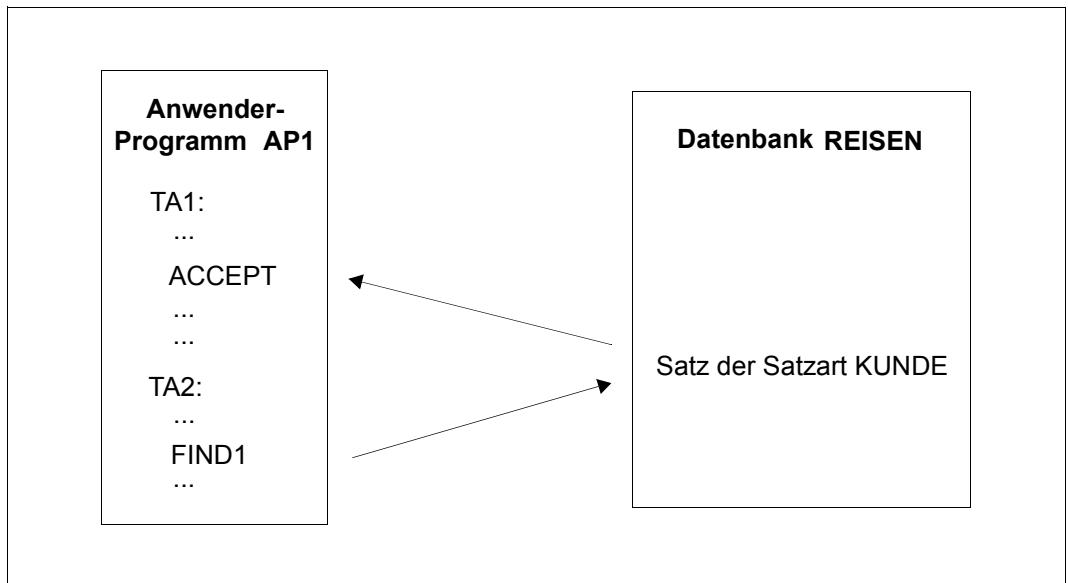 Anwender-
Programm AP1
TA1:
...
ACCEPT
...
...
TA2:
...
FIND1
...
Datenbank REISEN
Satz der Satzart KUNDE